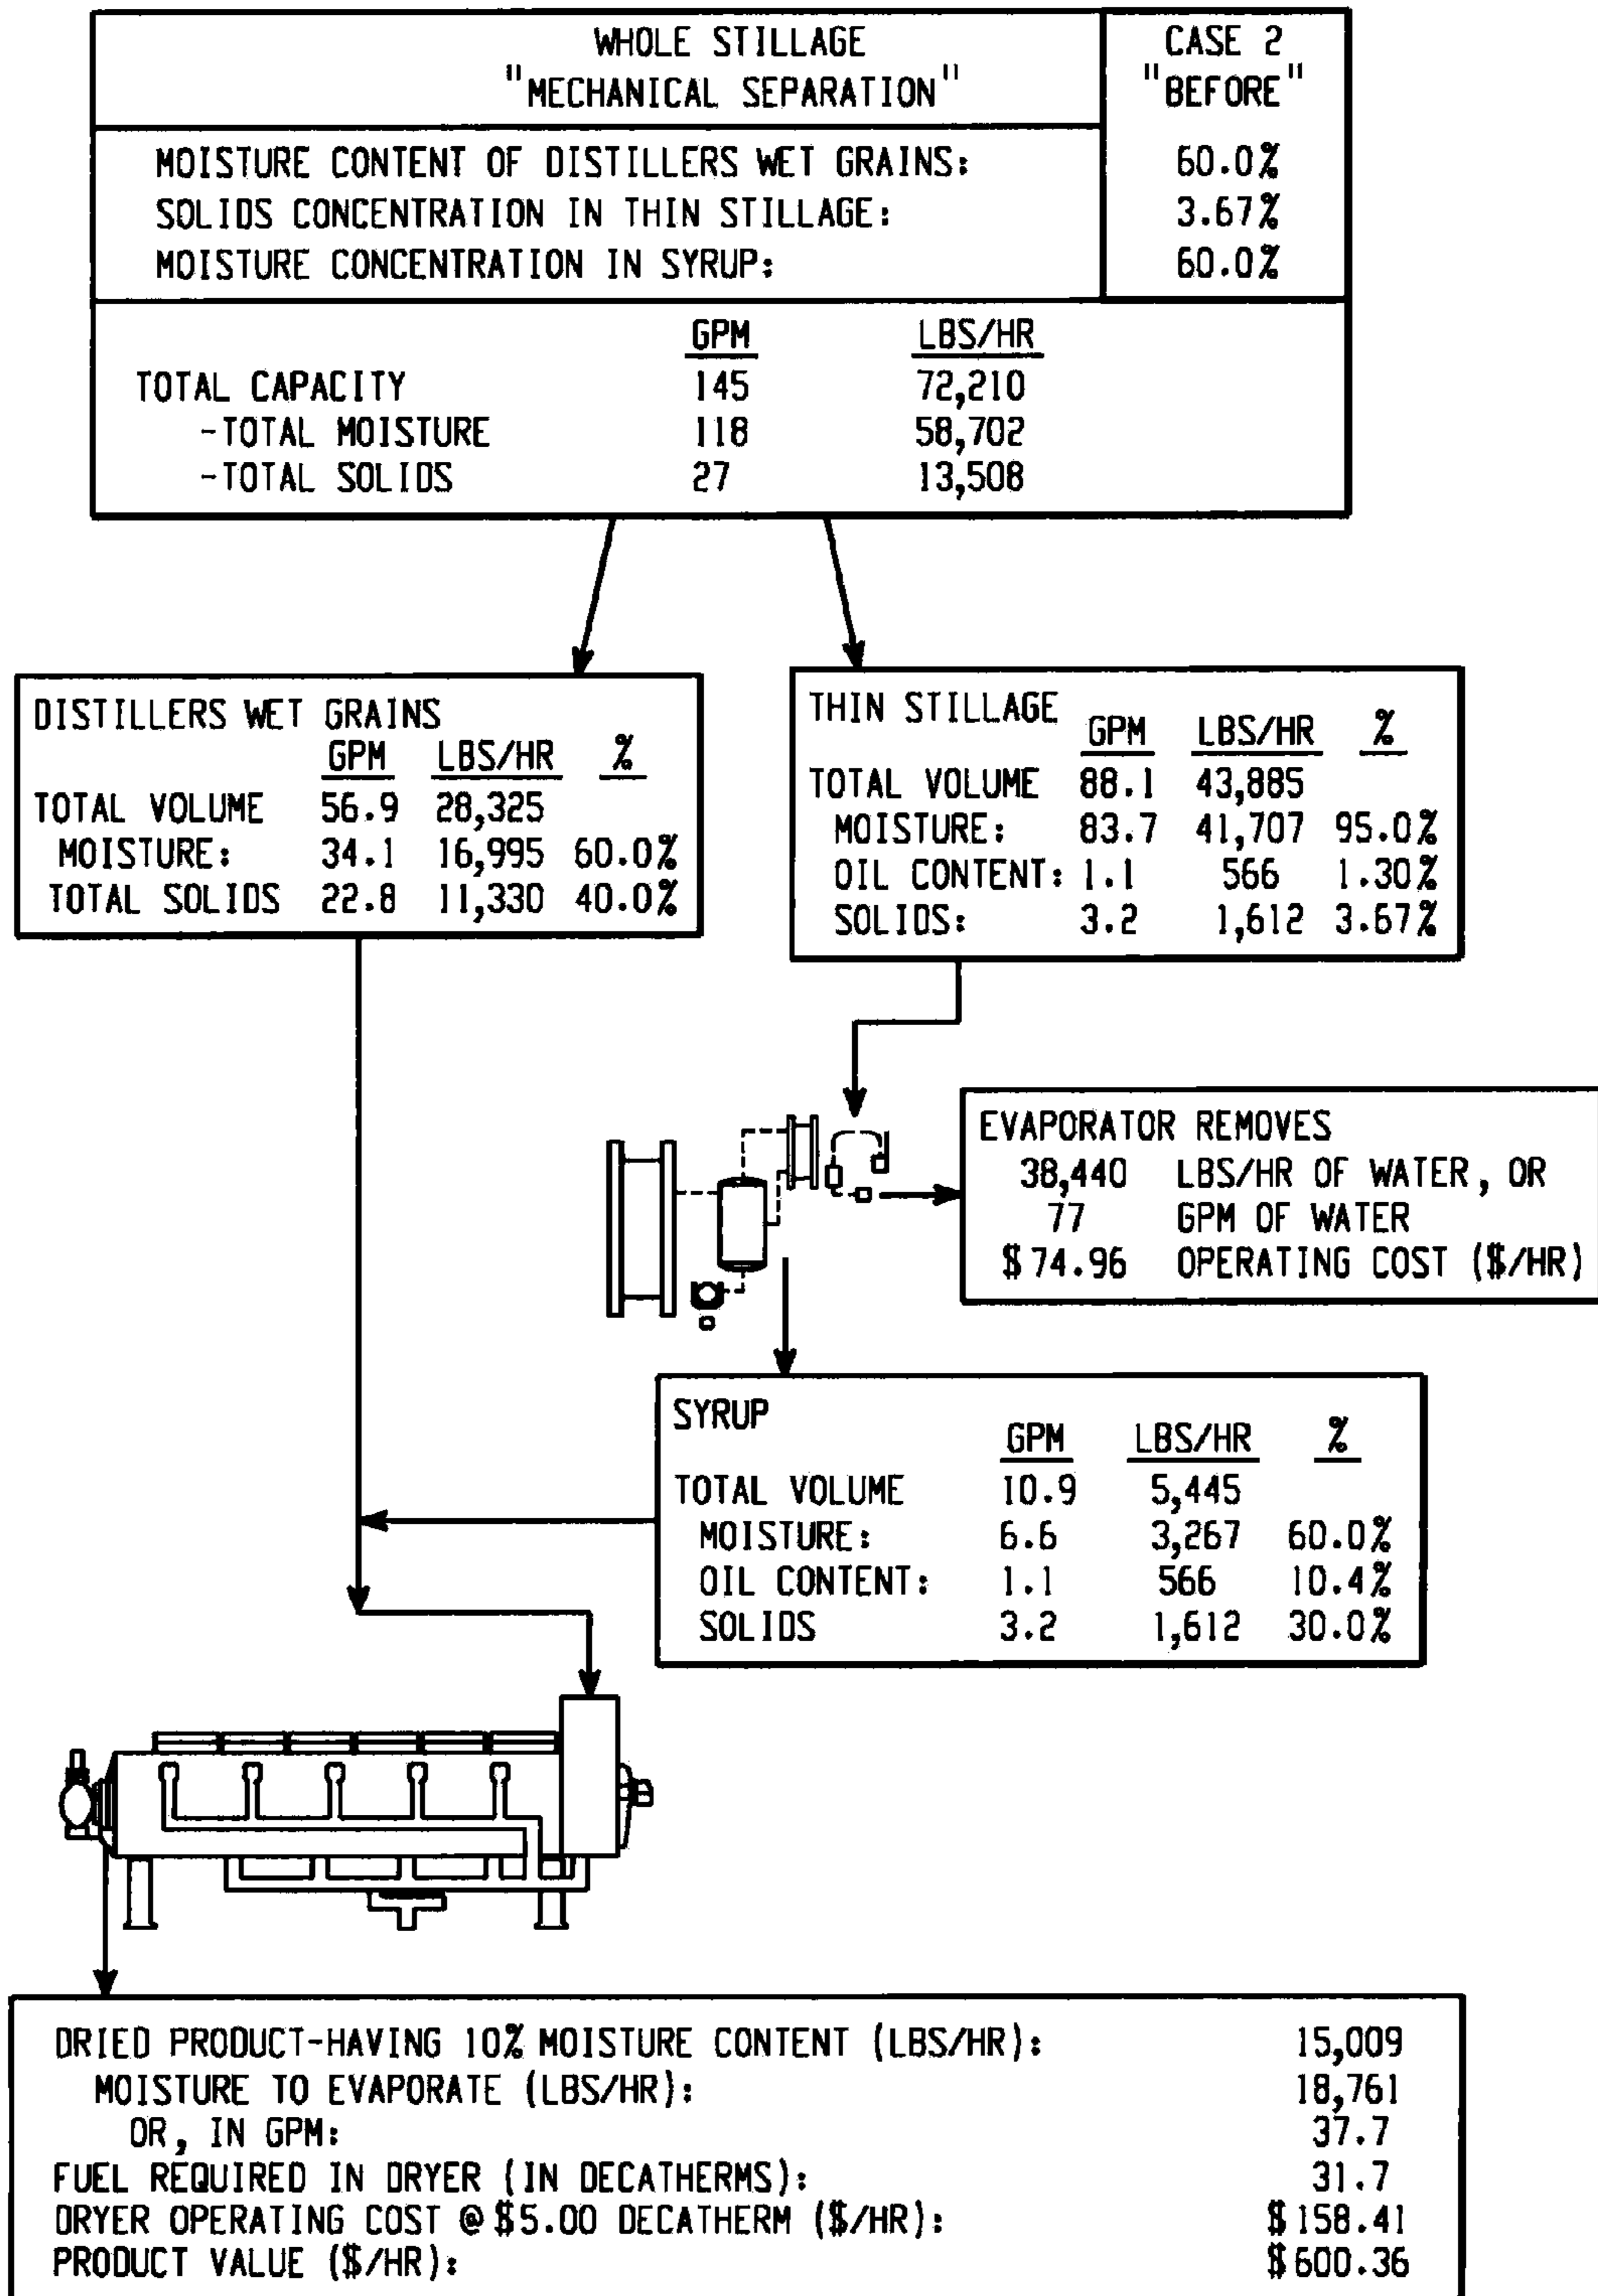 WHOLE STILLAGE
"MECHANICAL SEPARATION"
CASE 2
"BEFORE"
MOISTURE CONTENT OF DISTILLERS WET GRAINS: 60.0%
SOLIDS CONCENTRATION IN THIN STILLAGE: 3.67%
MOISTURE CONCENTRATION IN SYRUP: 60.0%
GPM LBS/HR
TOTAL CAPACITY 145 72,210
-TOTAL MOISTURE 118 58,702
-TOTAL SOLIDS 27 13,508
DISTILLERS WET GRAINS
GPM LBS/HR %
TOTAL VOLUME 56.9 28,325
MOISTURE: 34.1 16,995 60.0%
TOTAL SOLIDS 22.8 11,330 40.0%
THIN STILLAGE GPM LBS/HR %
TOTAL VOLUME 88.1 43,885
MOISTURE: 83.7 41,707 95.0%
OIL CONTENT: 1.1 566 1.30%
SOLIDS: 3.2 1,612 3.67%
EVAPORATOR REMOVES
38,440 LBS/HR OF WATER, OR
77 GPM OF WATER
$74.96 OPERATING COST ($/HR)
SYRUP
GPM LBS/HR %
TOTAL VOLUME 10.9 5,445
MOISTURE: 6.6 3,267 60.0%
OIL CONTENT: 1.1 566 10.4%
SOLIDS 3.2 1,612 30.0%
DRIED PRODUCT-HAVING 10% MOISTURE CONTENT (LBS/HR): 15,009
MOISTURE TO EVAPORATE (LBS/HR): 18,761
OR, IN GPM: 37.7
FUEL REQUIRED IN DRYER (IN DECATHERMS): 31.7
DRYER OPERATING COST @ $5.00 DECATHERM ($/HR): $158.41
PRODUCT VALUE ($/HR): $600.36